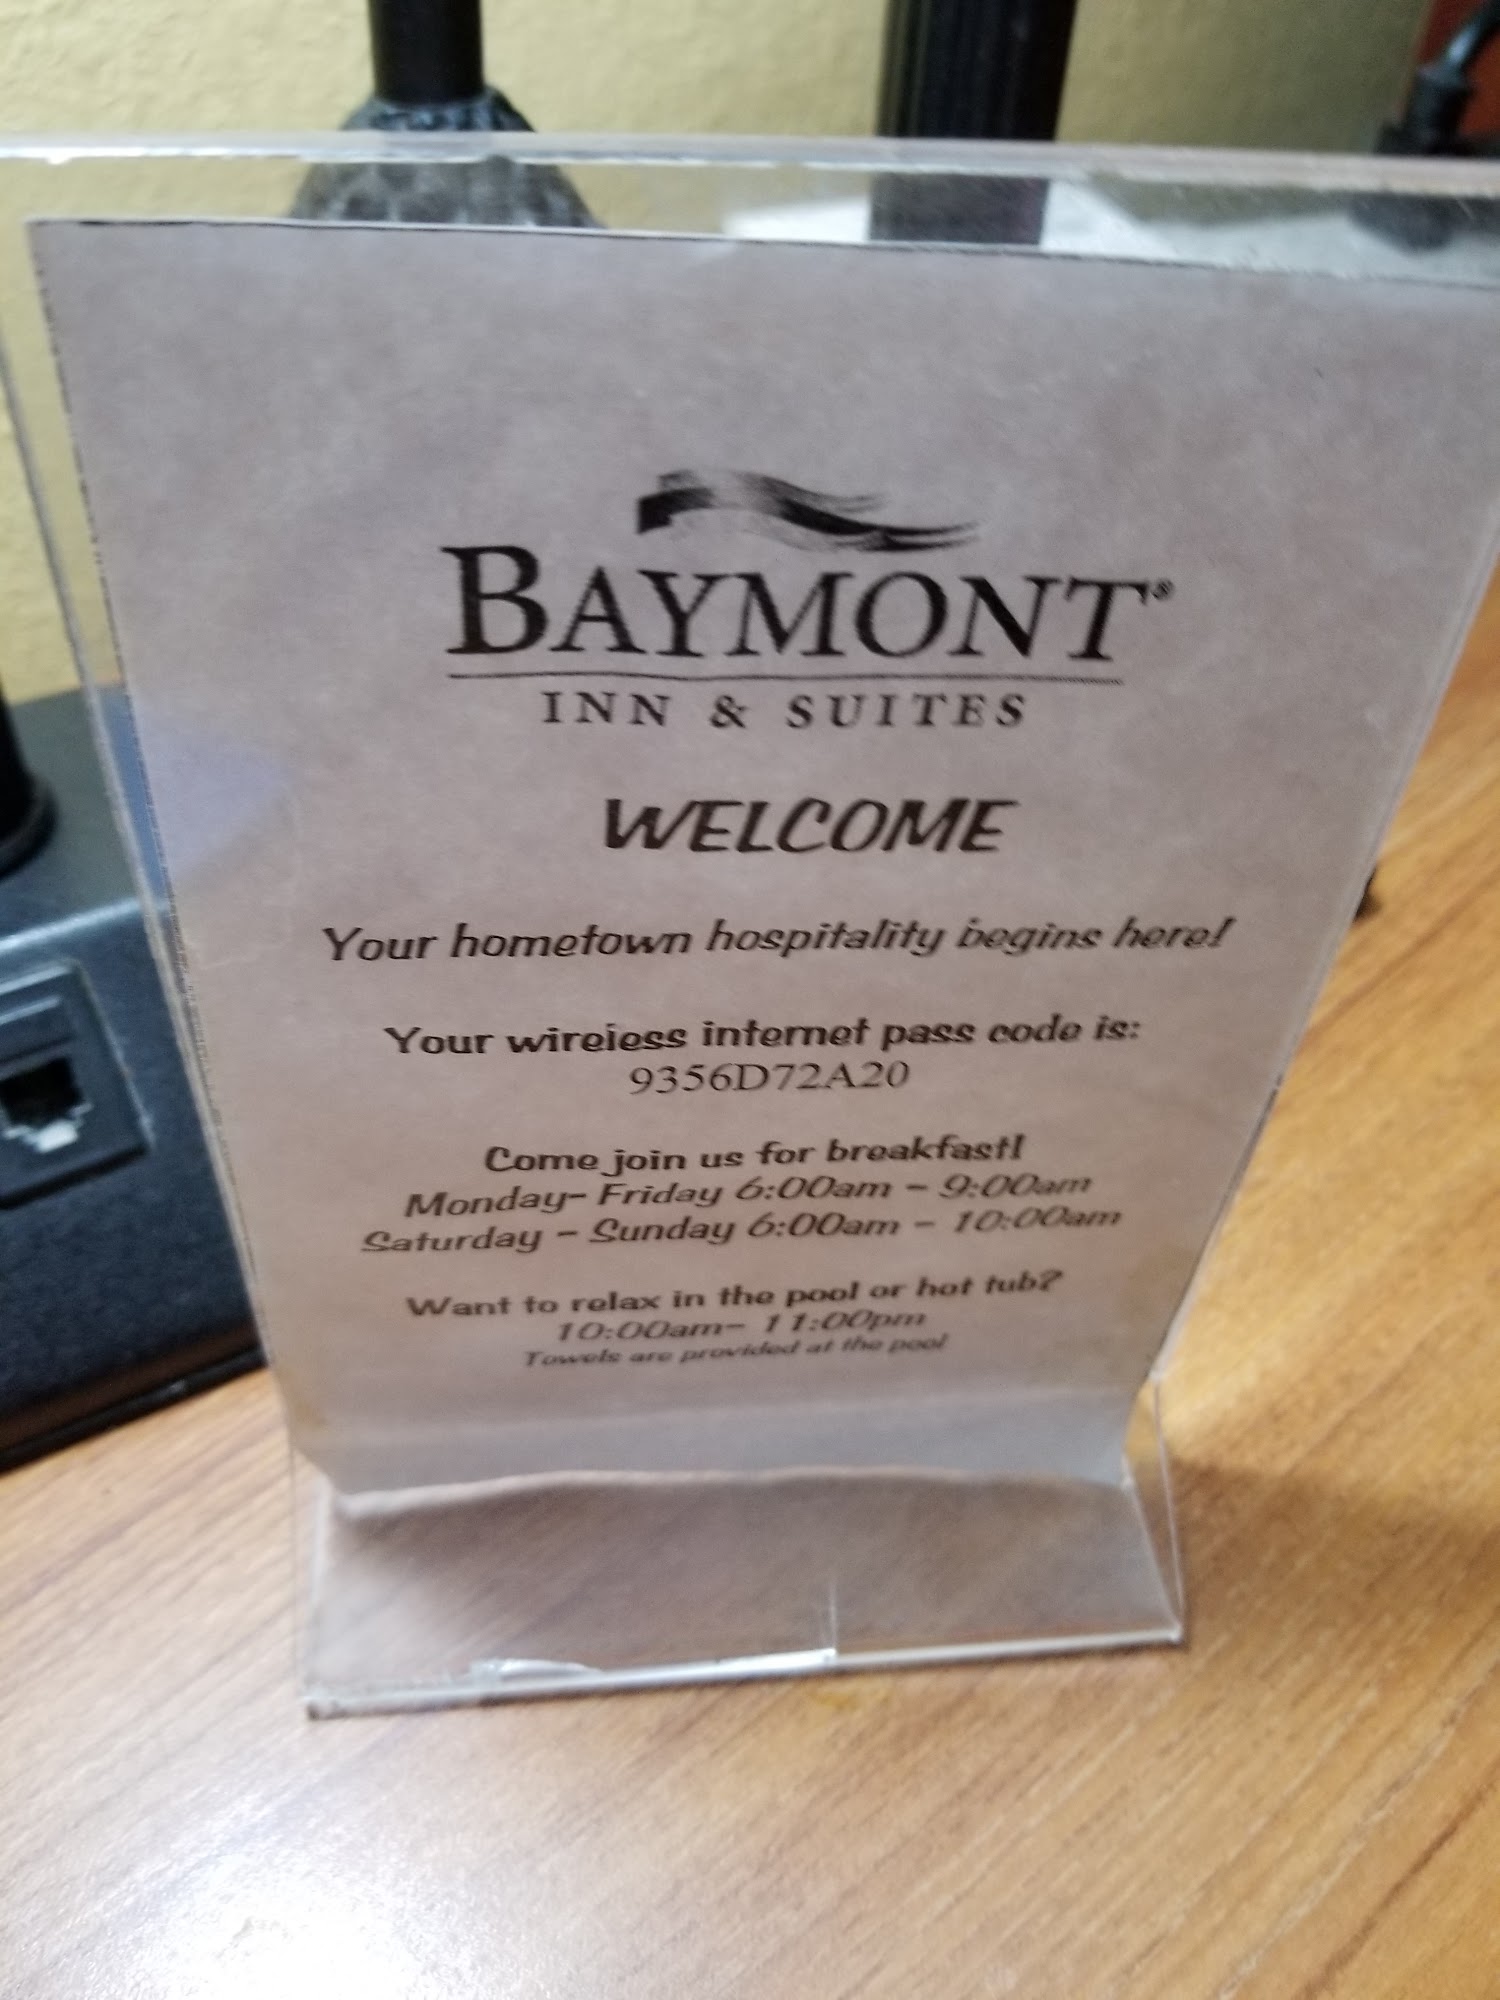 BAYMONT®
INN & SUITES
WELCOME
Your hometown hospitality begins here!
Your wireless internet pass code is:
9356D72A20
Come join us for breakfast!
Monday- Friday 6:00am - 9:00am
Saturday - Sunday 6:00am - 10:00am
Want to relax in the pool or hot tub?
10:00am- 11:00pm
Towels are provided at the pool